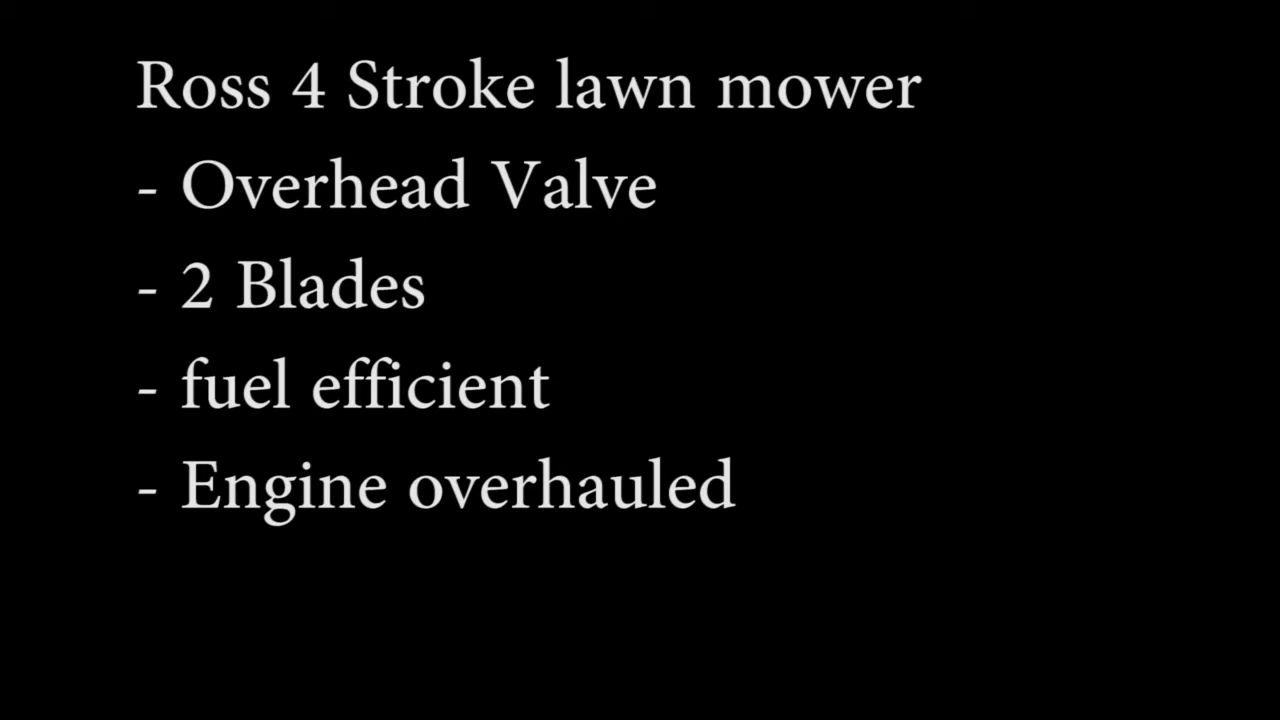 Ross 4 Stroke lawn mower
- Overhead Valve
- 2 Blades
- fuel efficient
- Engine overhauled